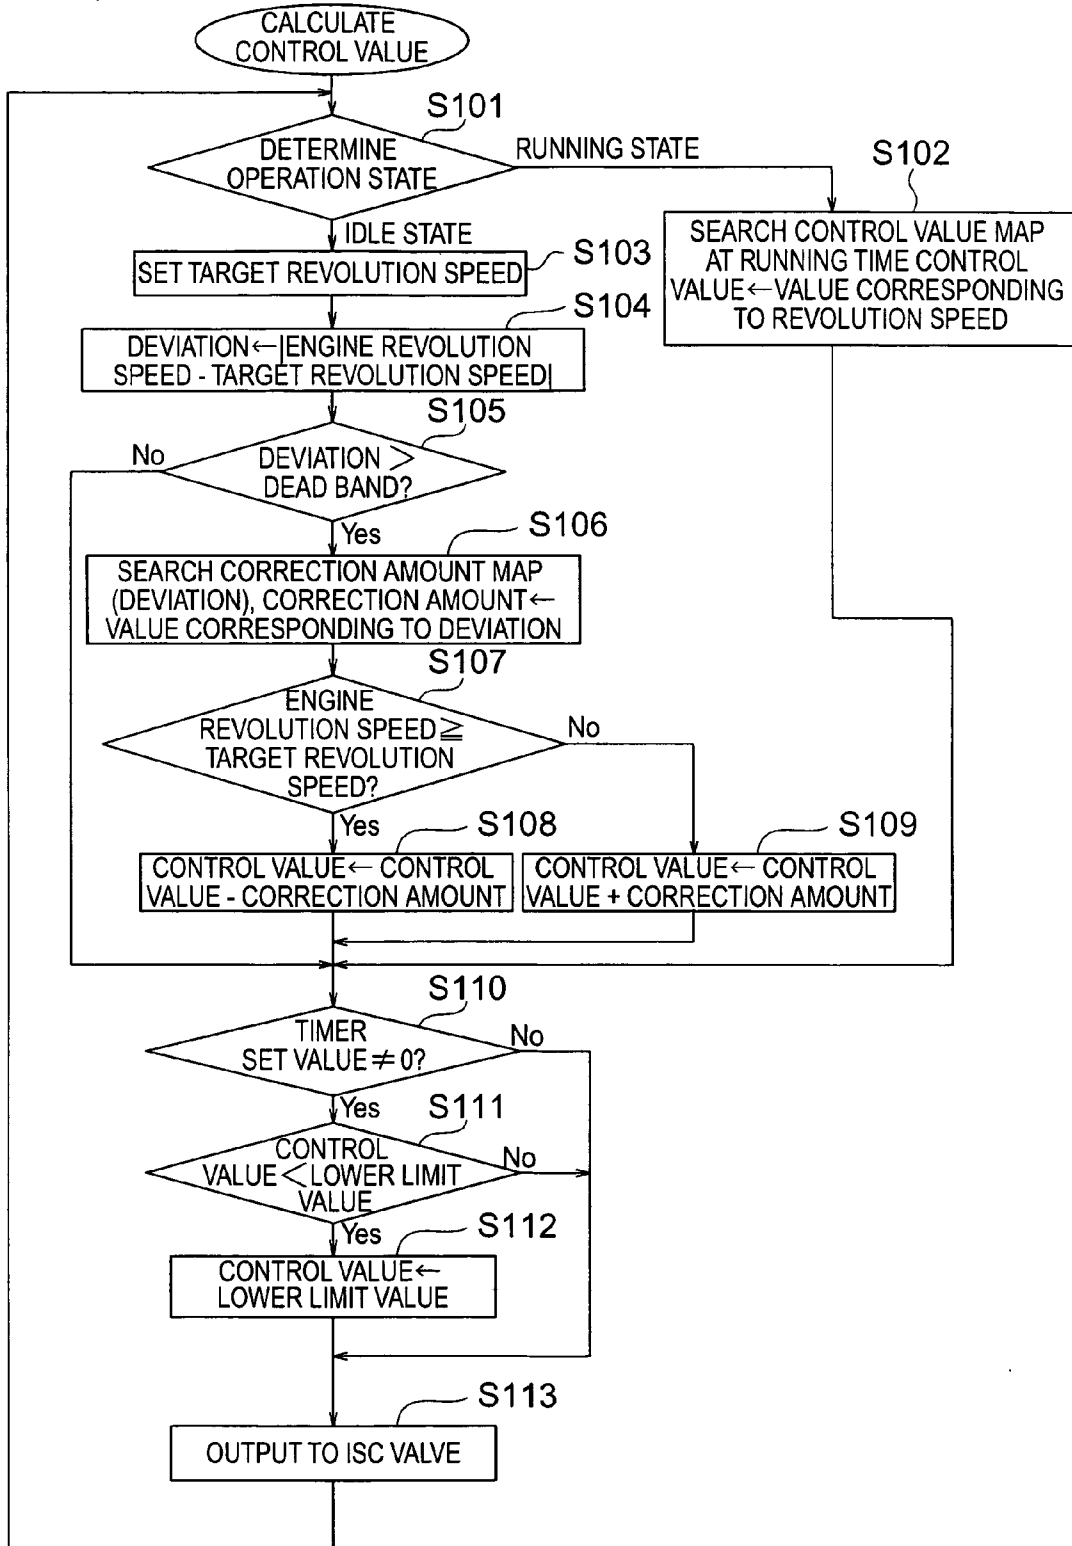 CALCULATE
CONTROL VALUE
S101
DETERMINE
OPERATION STATE
RUNNING STATE
S102
SEARCH CONTROL VALUE MAP
AT RUNNING TIME CONTROL
VALUE←VALUE CORRESPONDING
TO REVOLUTION SPEED
IDLE STATE
S103
SET TARGET REVOLUTION SPEED
S104
DEVIATION←|ENGINE REVOLUTION
SPEED - TARGET REVOLUTION SPEED|
S105
No
DEVIATION >
DEAD BAND?
Yes
S106
SEARCH CORRECTION AMOUNT MAP
(DEVIATION), CORRECTION AMOUNT←
VALUE CORRESPONDING TO DEVIATION
S107
ENGINE
REVOLUTION SPEED≧
TARGET REVOLUTION
SPEED?
No
Yes
S108
CONTROL VALUE← CONTROL
VALUE - CORRECTION AMOUNT
S109
CONTROL VALUE← CONTROL
VALUE + CORRECTION AMOUNT
S110
TIMER
SET VALUE ≠ 0?
No
Yes
S111
CONTROL
VALUE < LOWER LIMIT
VALUE
No
Yes
S112
CONTROL VALUE←
LOWER LIMIT VALUE
S113
OUTPUT TO ISC VALVE